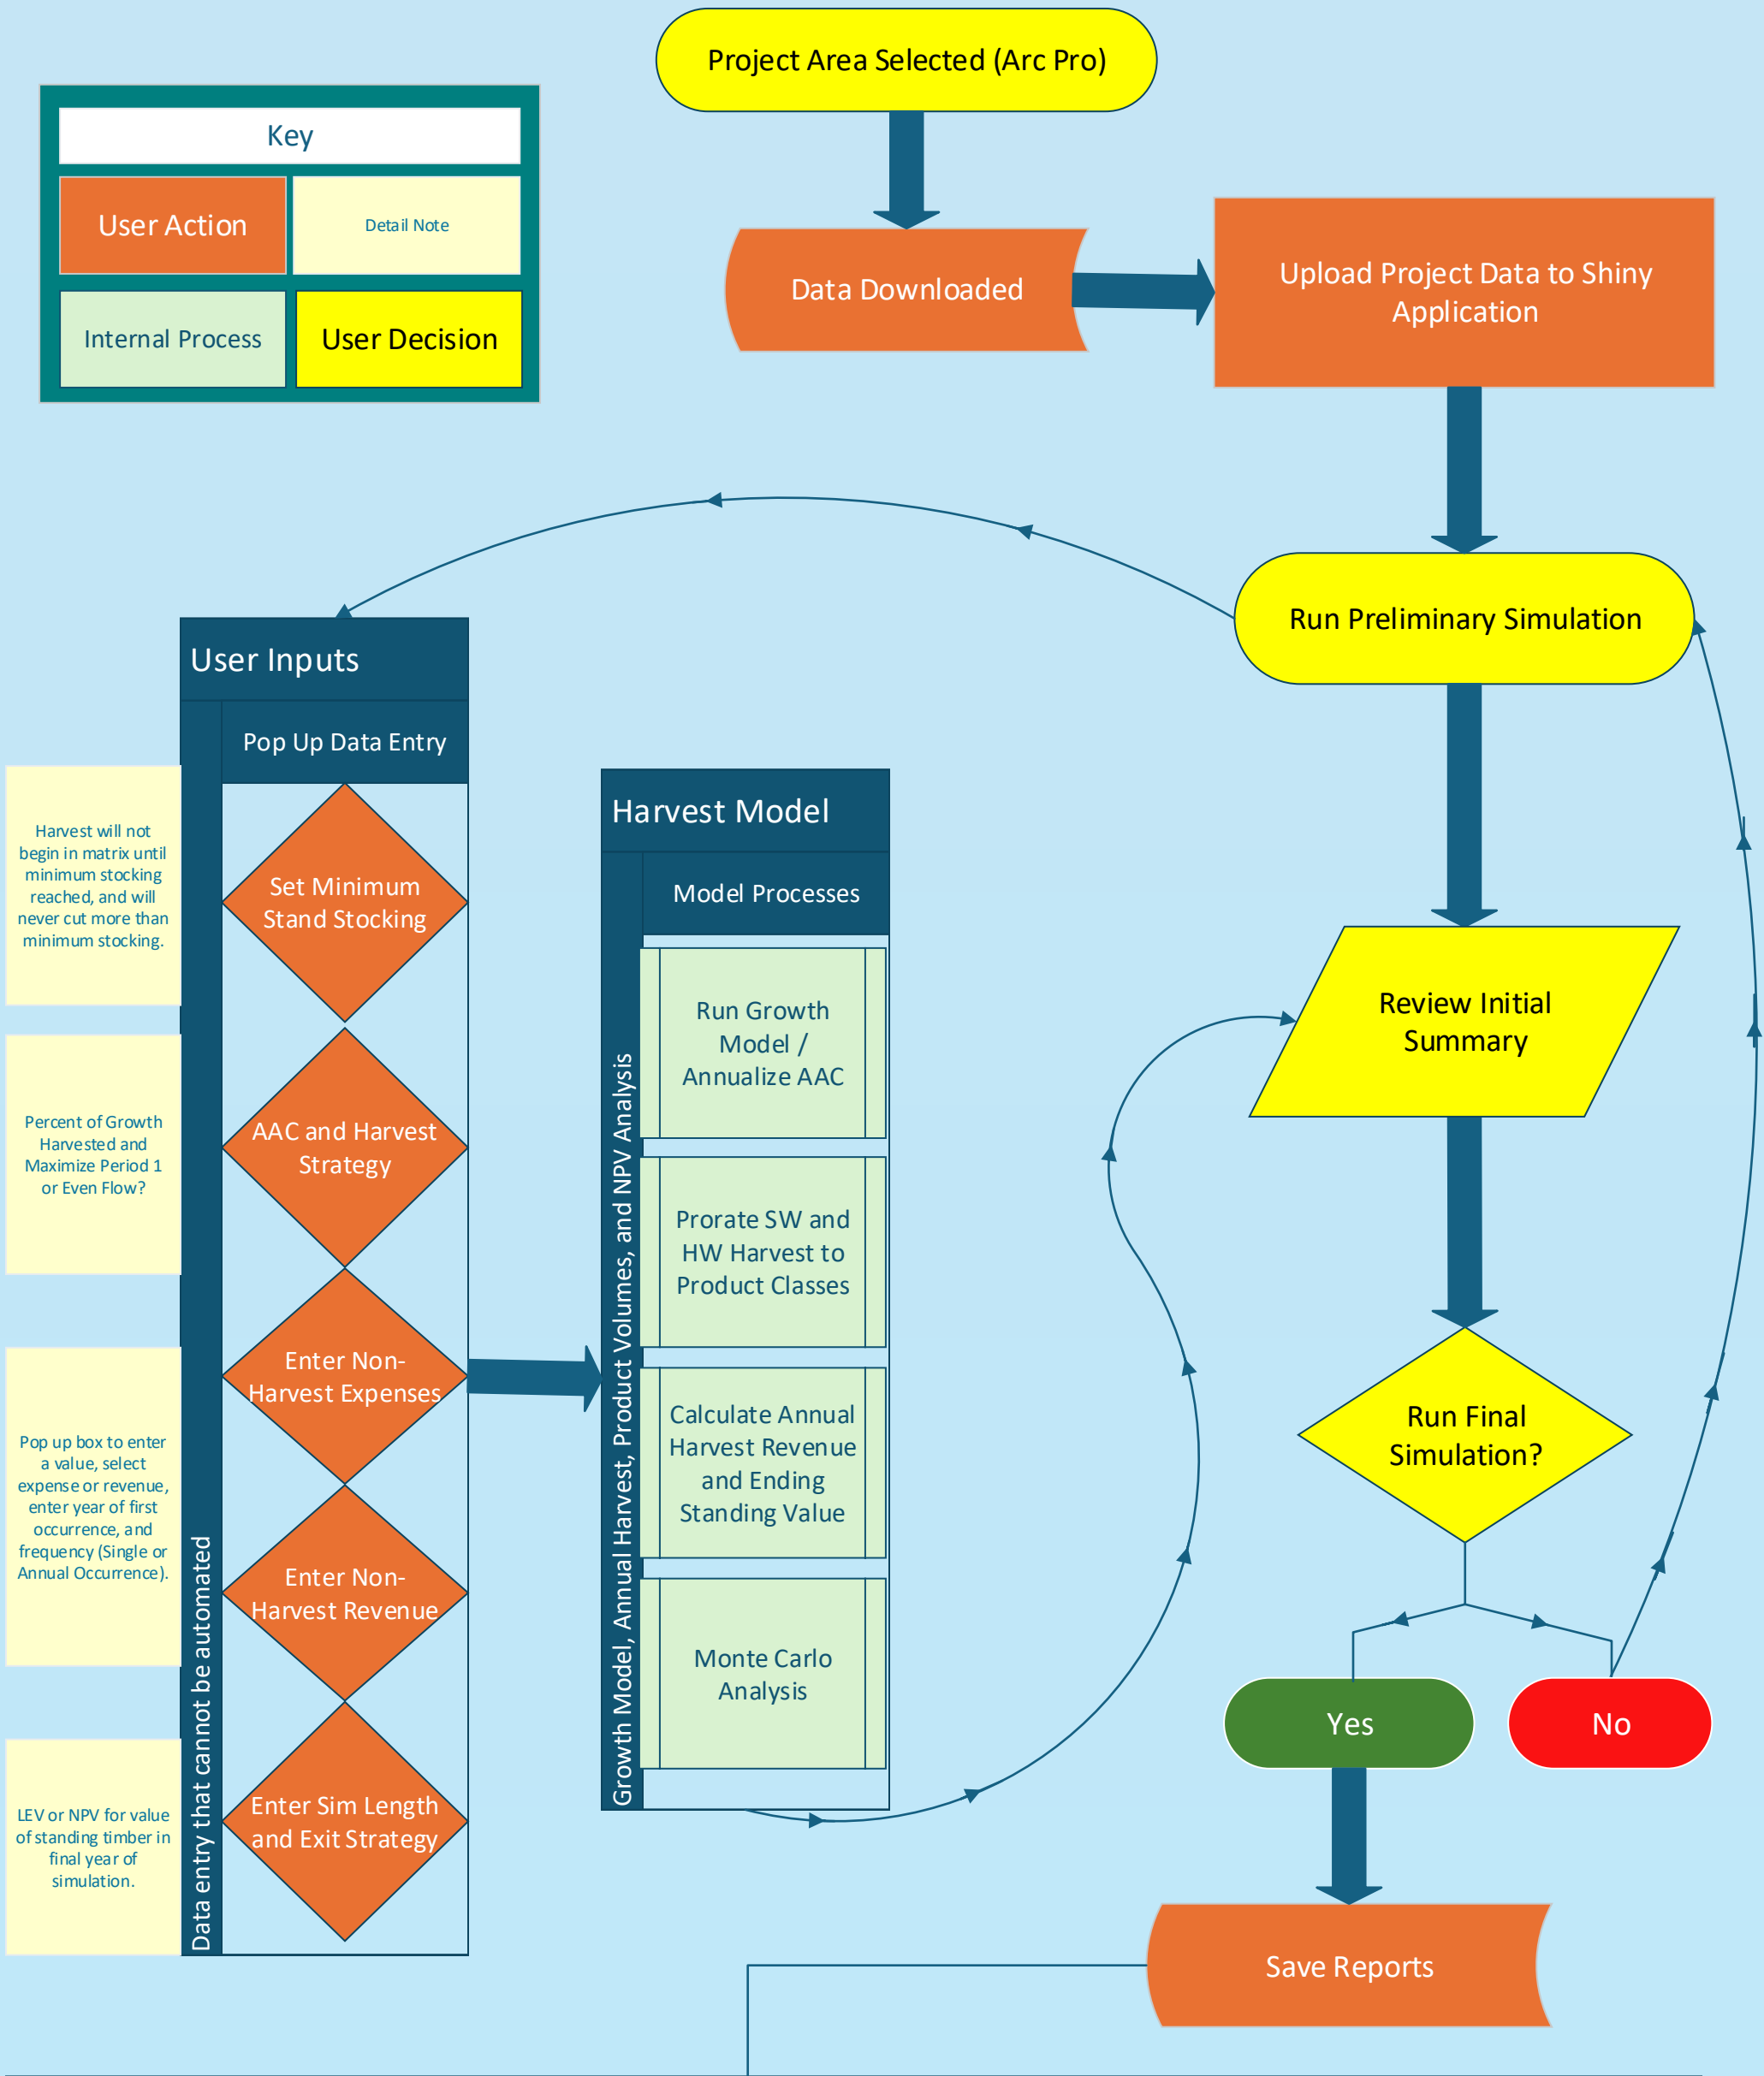 Project Area Selected (Arc Pro)
Key
User Action
Detail Note
Internal Process
User Decision
Data Downloaded
Upload Project Data to Shiny
Application
Run Preliminary Simulation
User Inputs
Pop Up Data Entry
Data entry that cannot be automated
Harvest will not
begin in matrix until
minimum stocking
reached, and will
never cut more than
minimum stocking.
Set Minimum
Stand Stocking
Percent of Growth
Harvested and
Maximize Period 1
or Even Flow?
AAC and Harvest
Strategy
Pop up box to enter
a value, select
expense or revenue,
enter year of first
occurrence, and
frequency (Single or
Annual Occurrence).
Enter Non-
Harvest Expenses
Enter Non-
Harvest Revenue
LEV or NPV for value
of standing timber in
final year of
simulation.
Enter Sim Length
and Exit Strategy
Harvest Model
Model Processes
Growth Model, Annual Harvest, Product Volumes, and NPV Analysis
Run Growth
Model /
Annualize AAC
Prorate SW and
HW Harvest to
Product Classes
Calculate Annual
Harvest Revenue
and Ending
Standing Value
Monte Carlo
Analysis
Review Initial
Summary
Run Final
Simulation?
Yes
No
Save Reports